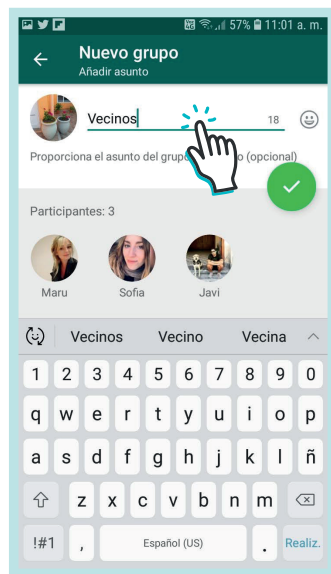 57% 11:01 a. m.
Nuevo grupo
Añadir asunto
Vecinos 18
Proporciona el asunto del grupo (opcional)
Participantes: 3
Maru Sofia Javi
Vecinos Vecino Vecina
1 2 3 4 5 6 7 8 9 0
q w e r t y u i o p
a s d f g h j k l ñ
z x c v b n m
!#1 , Español (US) . Realiz.